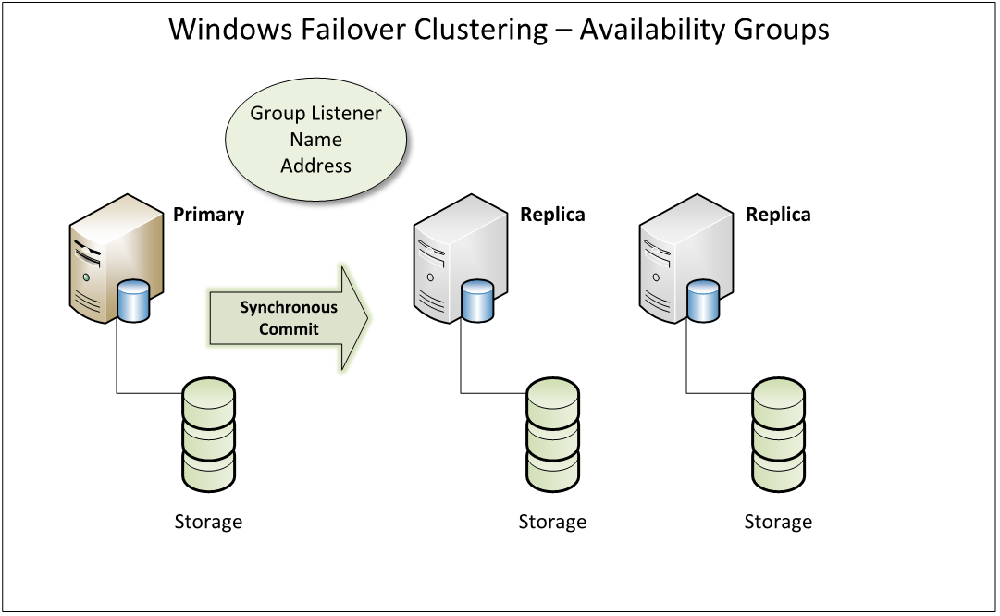 Windows Failover Clustering – Availability Groups
Group Listener
Name
Address
Primary
Replica
Replica
Synchronous
Commit
Storage
Storage
Storage